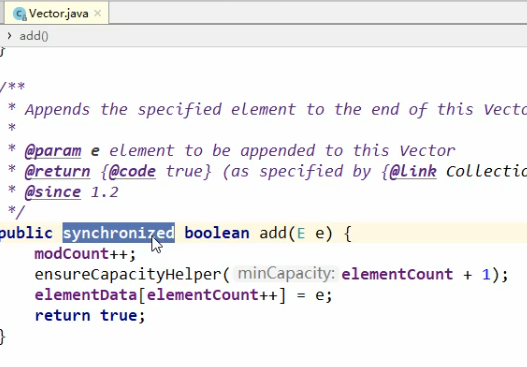 Vector.java
add()
}
/**
* Appends the specified element to the end of this Vecto
*
* @param e element to be appended to this Vector
* @return {@code true} (as specified by {@link Collectio
* @since 1.2
*/
public synchronized boolean add(E e) {
modCount++;
ensureCapacityHelper( minCapacity: elementCount + 1);
elementData[elementCount++] = e;
return true;
}